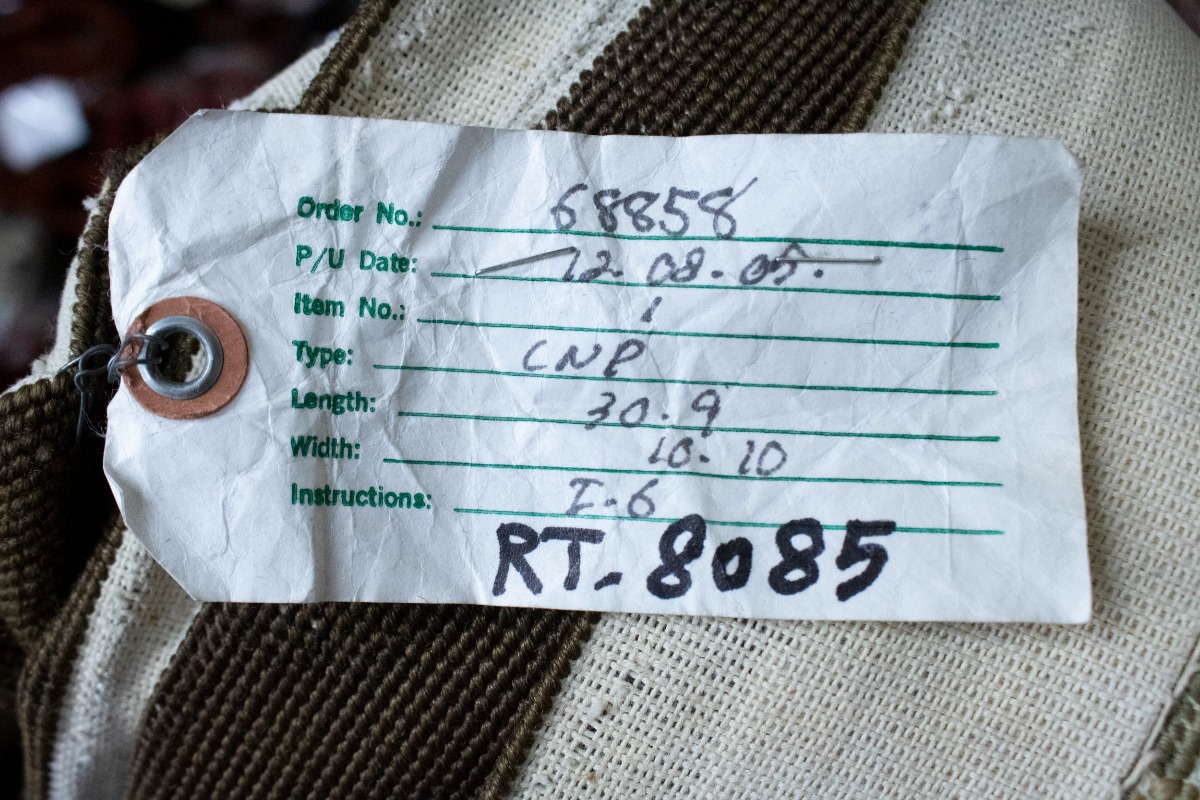 Order No.: 68858
P/U Date: 12.08.05.
Item No.: 1
Type: CNP
Length: 30.9
Width: 10.10
Instructions: I-6
RT-8085